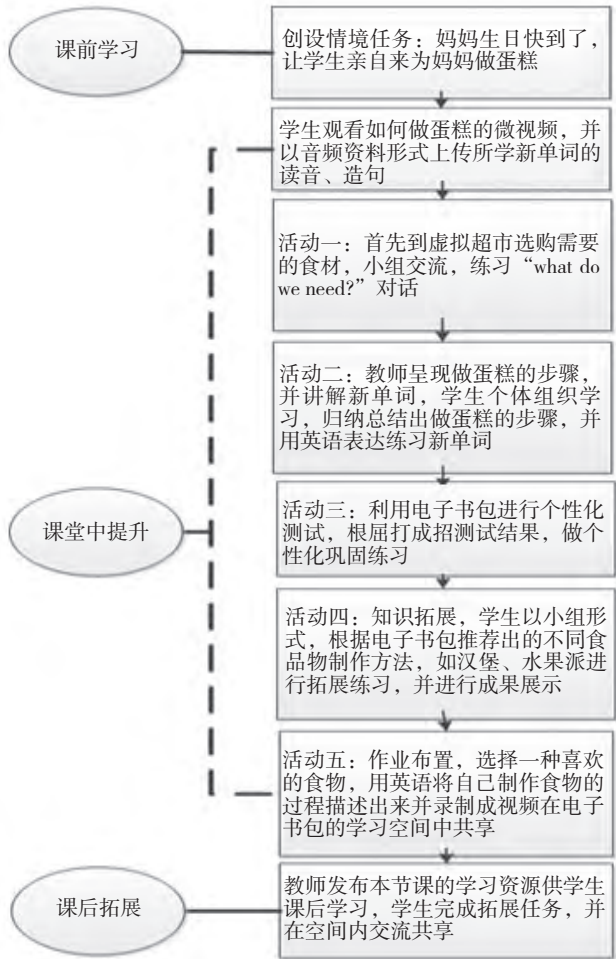 课前学习
创设情境任务：妈妈生日快到了，
让学生亲自来为妈妈做蛋糕
学生观看如何做蛋糕的微视频，并
以音频资料形式上传所学新单词的
读音、造句
活动一：首先到虚拟超市选购需要
的食材，小组交流，练习“what do
we need?”对话
活动二：教师呈现做蛋糕的步骤，
并讲解新单词，学生个体组织学
习，归纳总结出做蛋糕的步骤，并
用英语表达练习新单词
课堂中提升
活动三：利用电子书包进行个性化
测试，根屈打成招测试结果，做个
性化巩固练习
活动四：知识拓展，学生以小组形
式，根据电子书包推荐出的不同食
品物制作方法，如汉堡、水果派进
行拓展练习，并进行成果展示
活动五：作业布置，选择一种喜欢
的食物，用英语将自己制作食物的
过程描述出来并录制成视频在电子
书包的学习空间中共享
课后拓展
教师发布本节课的学习资源供学生
课后学习，学生完成拓展任务，并
在空间内交流共享